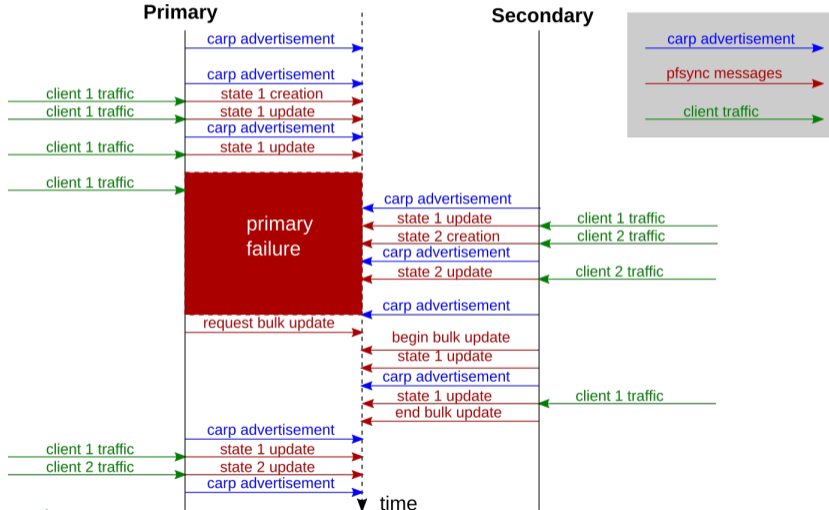 Primary
Secondary
carp advertisement
carp advertisement
pfsync messages
client traffic
carp advertisement
client 1 traffic
state 1 creation
client 1 traffic
state 1 update
carp advertisement
client 1 traffic
state 1 update
client 1 traffic
primary
failure
carp advertisement
state 1 update
client 1 traffic
state 2 creation
client 2 traffic
carp advertisement
state 2 update
client 2 traffic
carp advertisement
request bulk update
begin bulk update
state 1 update
carp advertisement
state 1 update
client 1 traffic
end bulk update
carp advertisement
client 1 traffic
state 1 update
client 2 traffic
state 2 update
carp advertisement
time